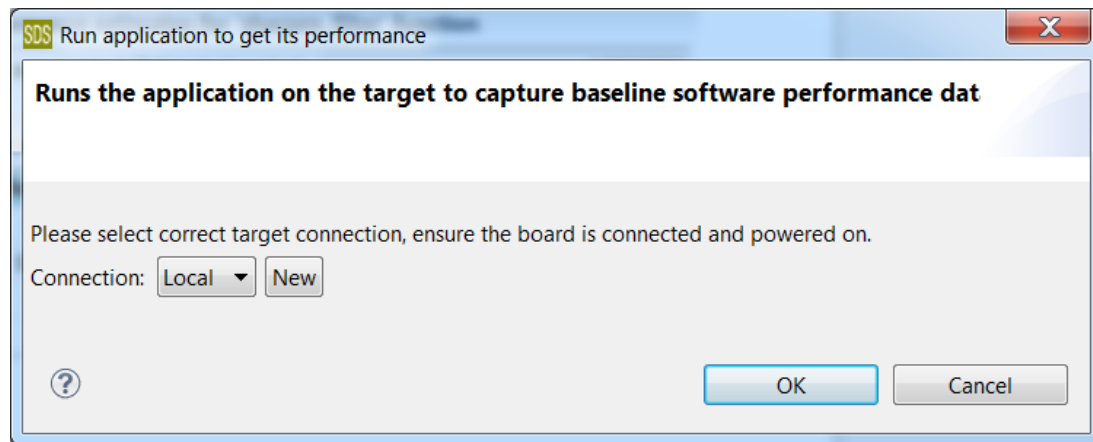 SDS Run application to get its performance
X
Runs the application on the target to capture baseline software performance dat
Please select correct target connection, ensure the board is connected and powered on.
Connection: Local New
? OK Cancel